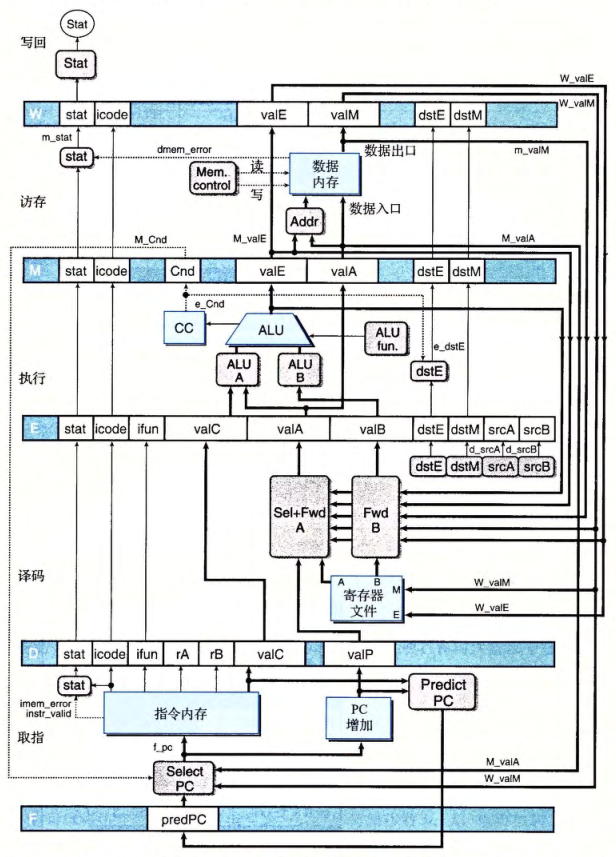 Stat
写回
Stat
W_valE
W stat icode valE valM dstE dstM
W_valM
m_stat
dmem_error
数据出口
m_valM
stat
Mem. control
读
写
数据
内存
访存
数据入口
Addr
M_Cnd
M_valE
M_valA
M stat icode Cnd valE valA dstE dstM
e_Cnd
CC
ALU
ALU
fun.
e_dstE
ALU
A
ALU
B
dstE
执行
E stat icode ifun valC valA valB dstE dstM srcA srcB
d_srcA d_srcB
dstE dstM srcA srcB
Sel+Fwd
A
Fwd
B
译码
A B
M
E
寄存器
文件
W_valM
W_valE
D stat icode ifun rA rB valC valP
stat
imem_error
instr_valid
指令内存
PC
增加
Predict
PC
取指
f_pc
Select
PC
M_valA
W_valM
F predPC